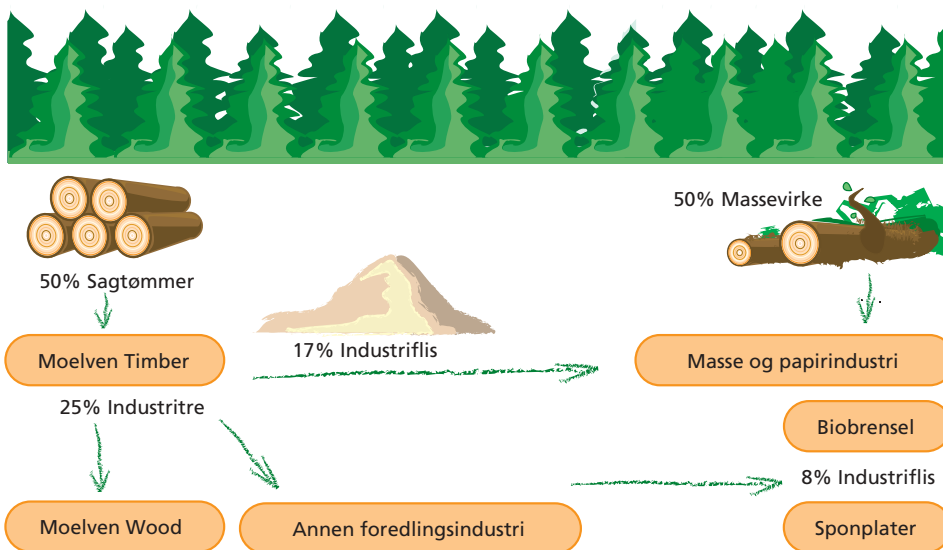 50% Massevirke
50% Sagtømmer
17% Industriflis
Moelven Timber
Masse og papirindustri
25% Industritre
Biobrensel
8% Industriflis
Moelven Wood
Annen foredlingsindustri
Sponplater